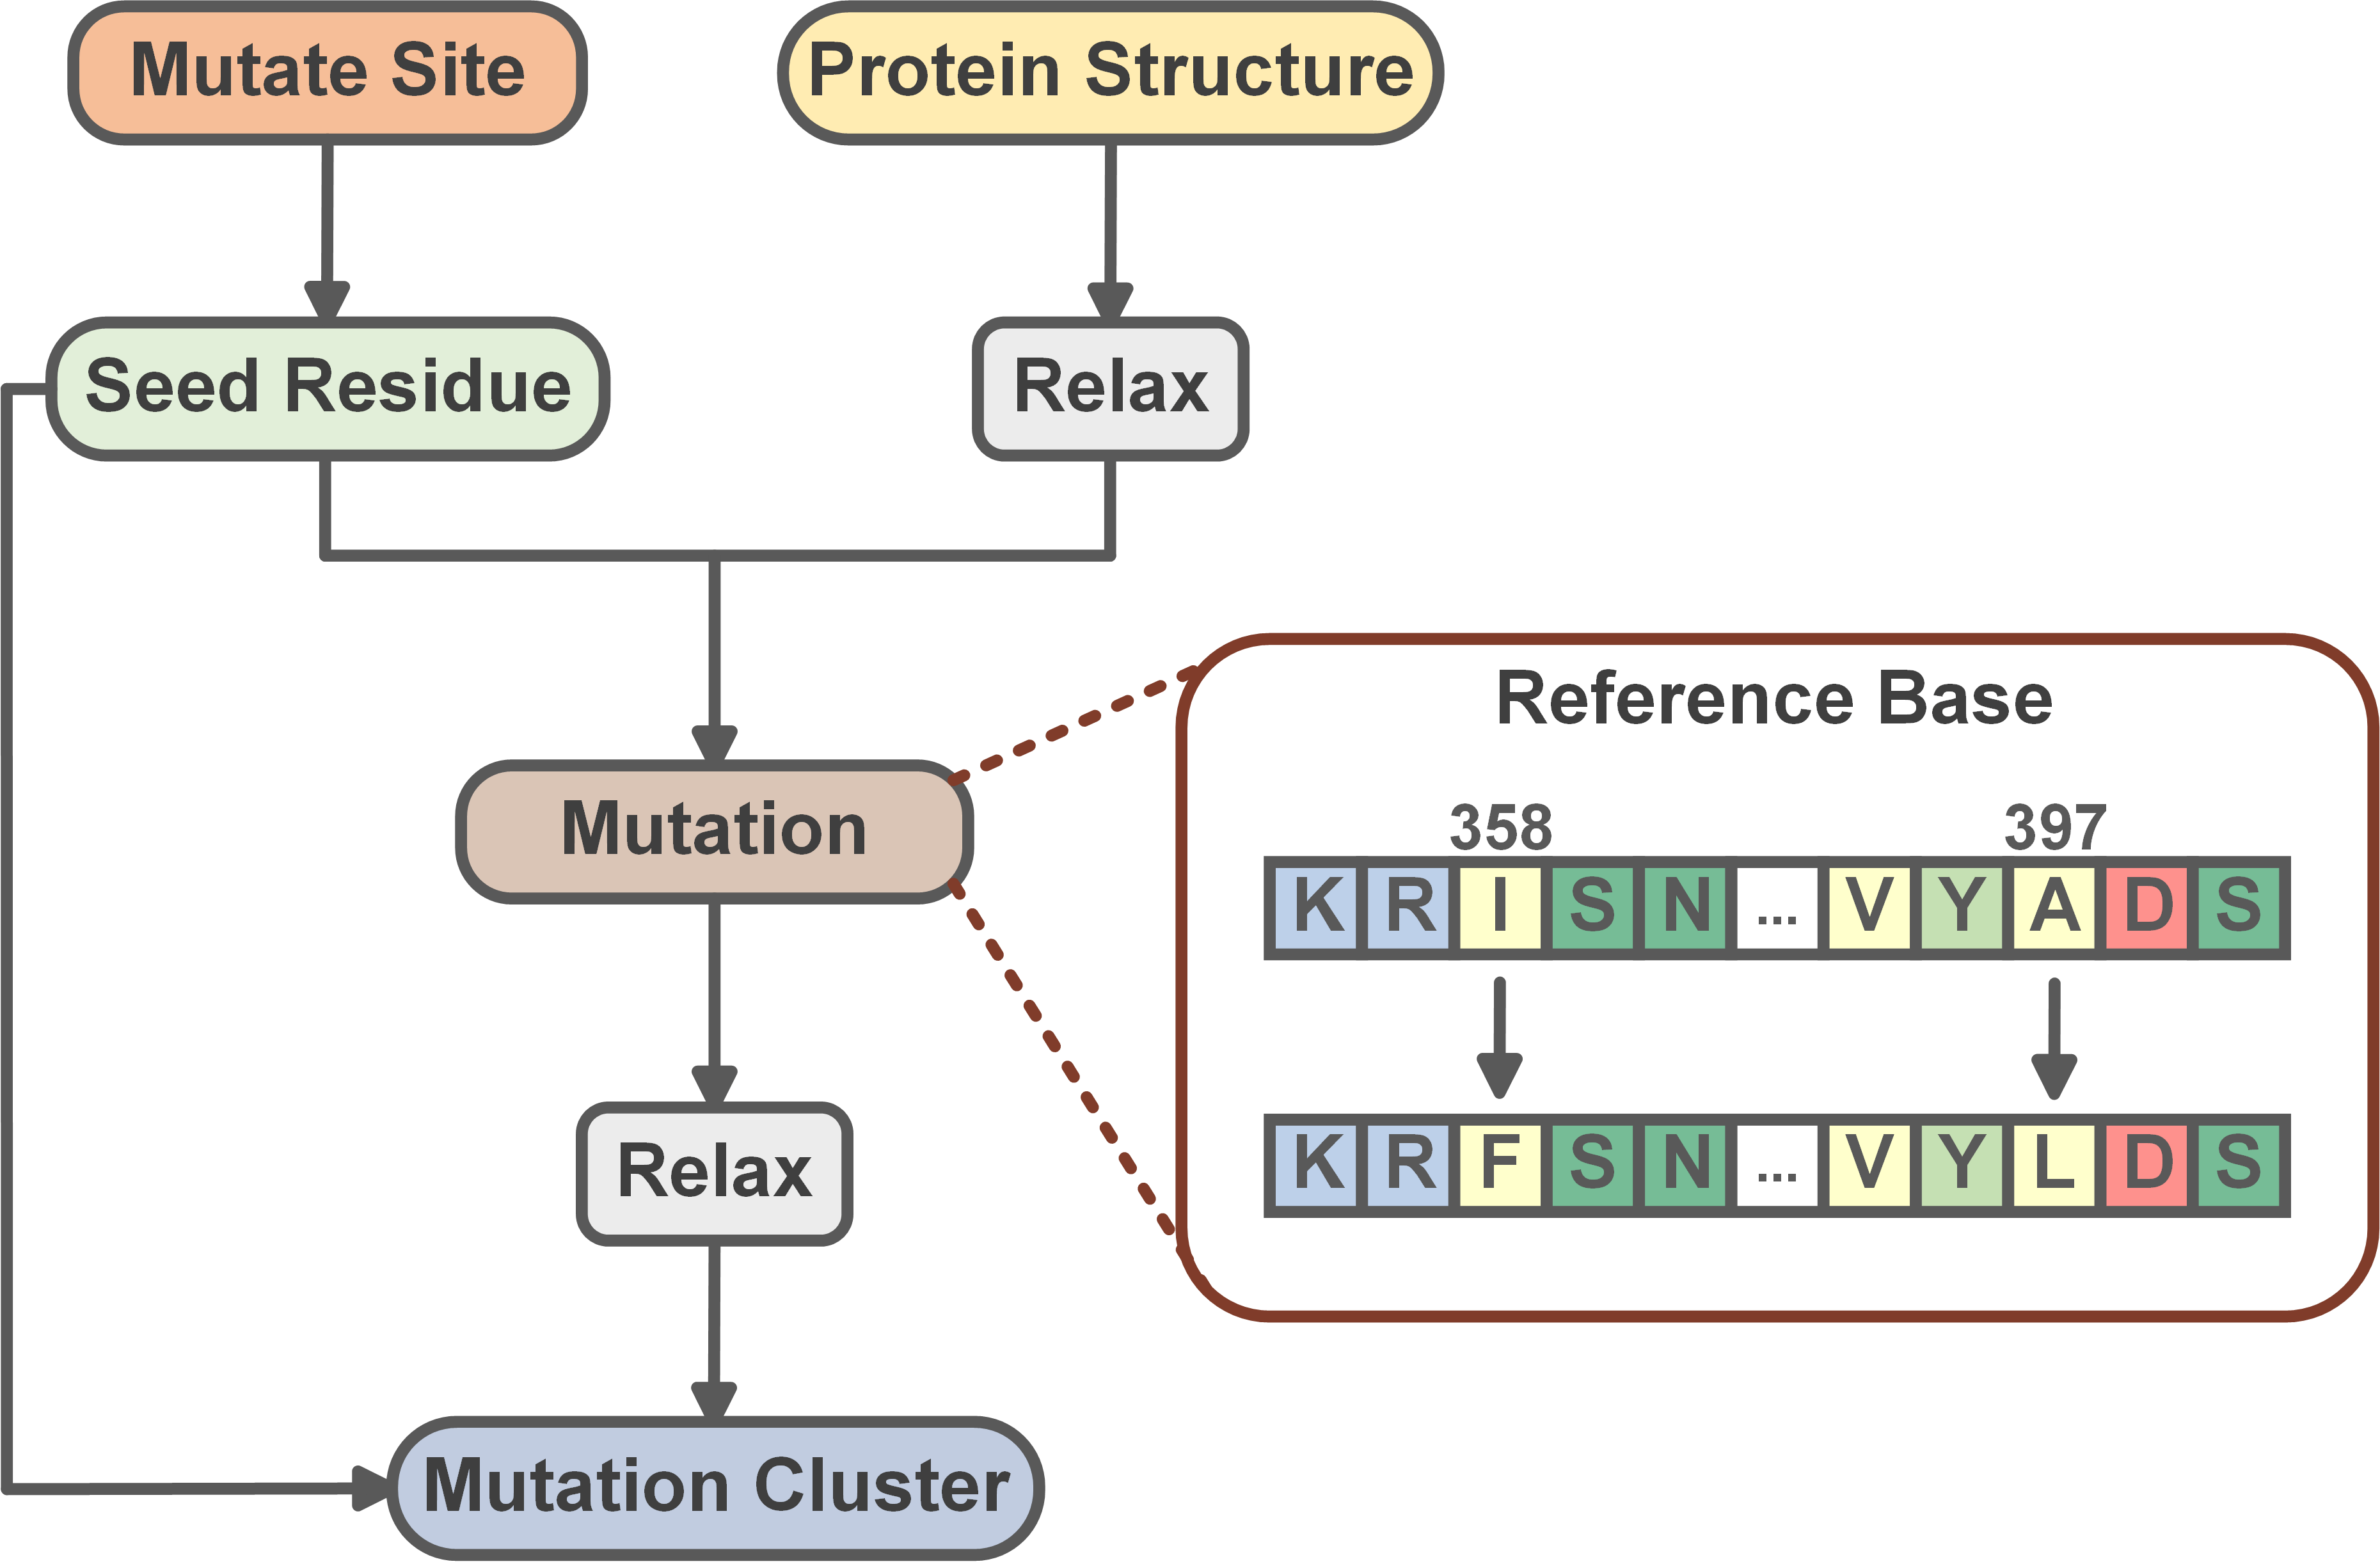 Mutate Site
Protein Structure
Seed Residue
Relax
Mutation
Relax
Mutation Cluster
Reference Base
358 397
K R I S N ... V Y A D S
K R F S N ... V Y L D S